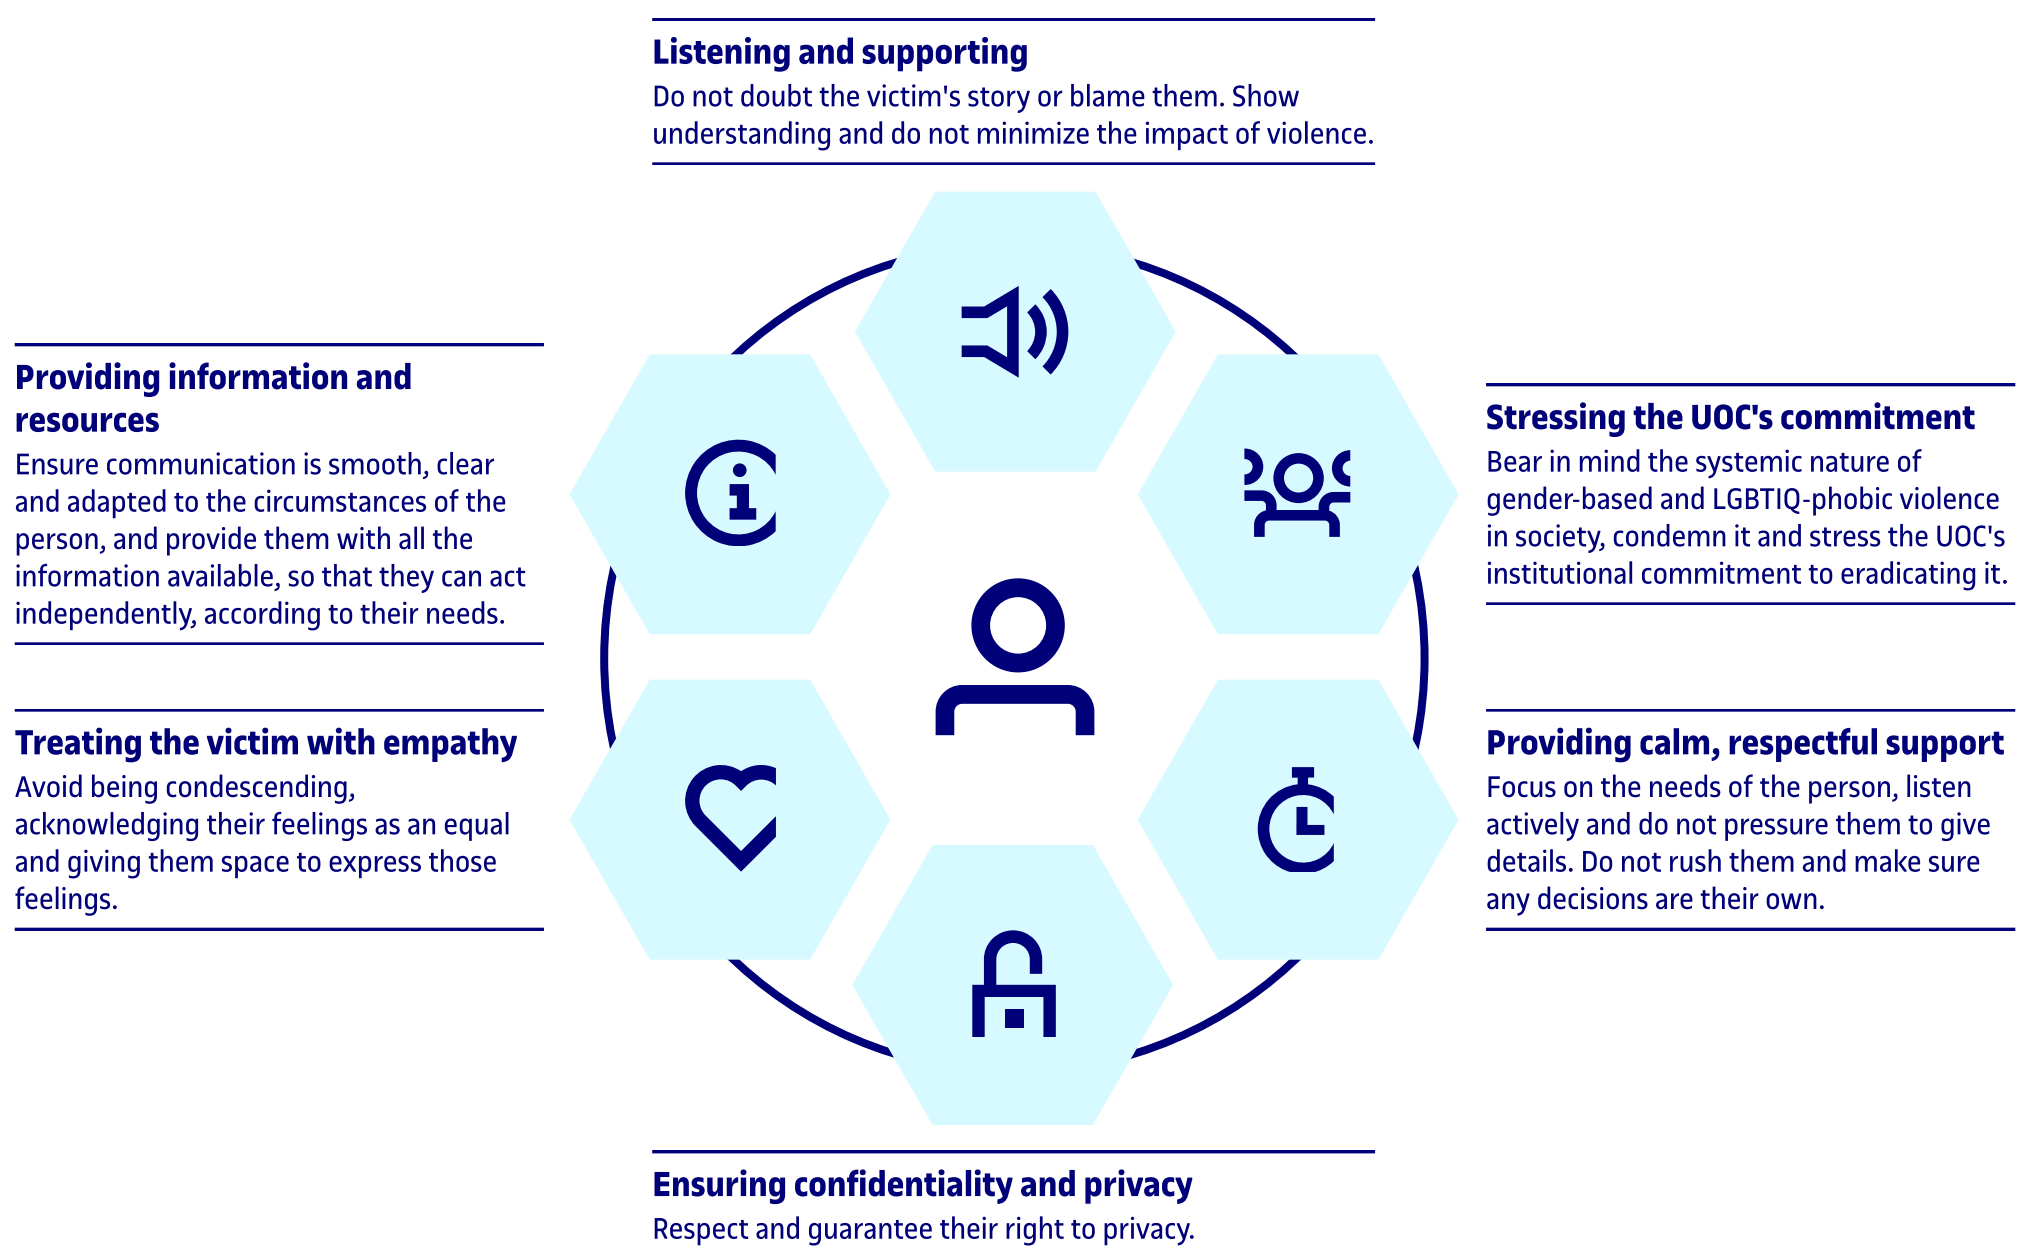 Listening and supporting
Do not doubt the victim's story or blame them. Show
understanding and do not minimize the impact of violence.
Providing information and
resources
Ensure communication is smooth, clear
and adapted to the circumstances of the
person, and provide them with all the
information available, so that they can act
independently, according to their needs.
Stressing the UOC's commitment
Bear in mind the systemic nature of
gender-based and LGBTIQ-phobic violence
in society, condemn it and stress the UOC's
institutional commitment to eradicating it.
Treating the victim with empathy
Avoid being condescending,
acknowledging their feelings as an equal
and giving them space to express those
feelings.
Providing calm, respectful support
Focus on the needs of the person, listen
actively and do not pressure them to give
details. Do not rush them and make sure
any decisions are their own.
Ensuring confidentiality and privacy
Respect and guarantee their right to privacy.